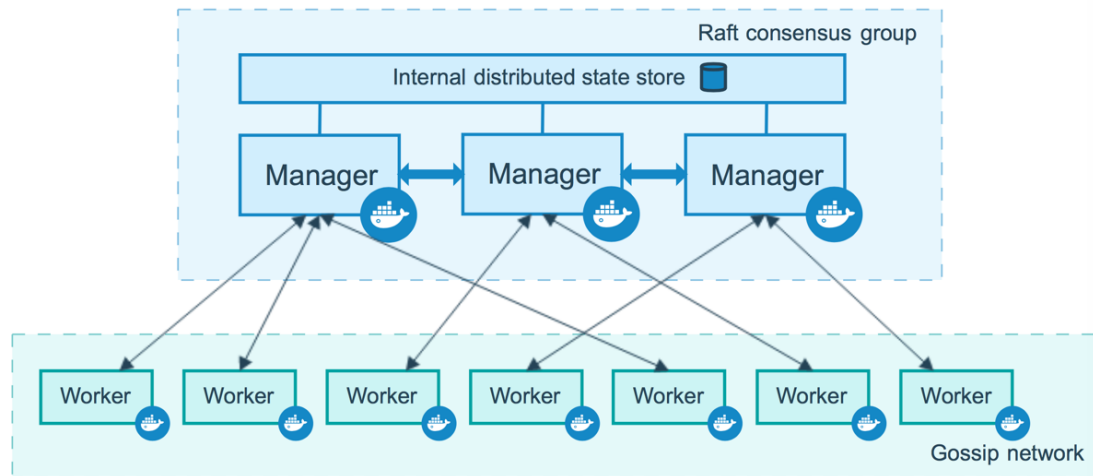 Raft consensus group
Internal distributed state store
Manager
Manager
Manager
Worker
Worker
Worker
Worker
Worker
Worker
Worker
Gossip network